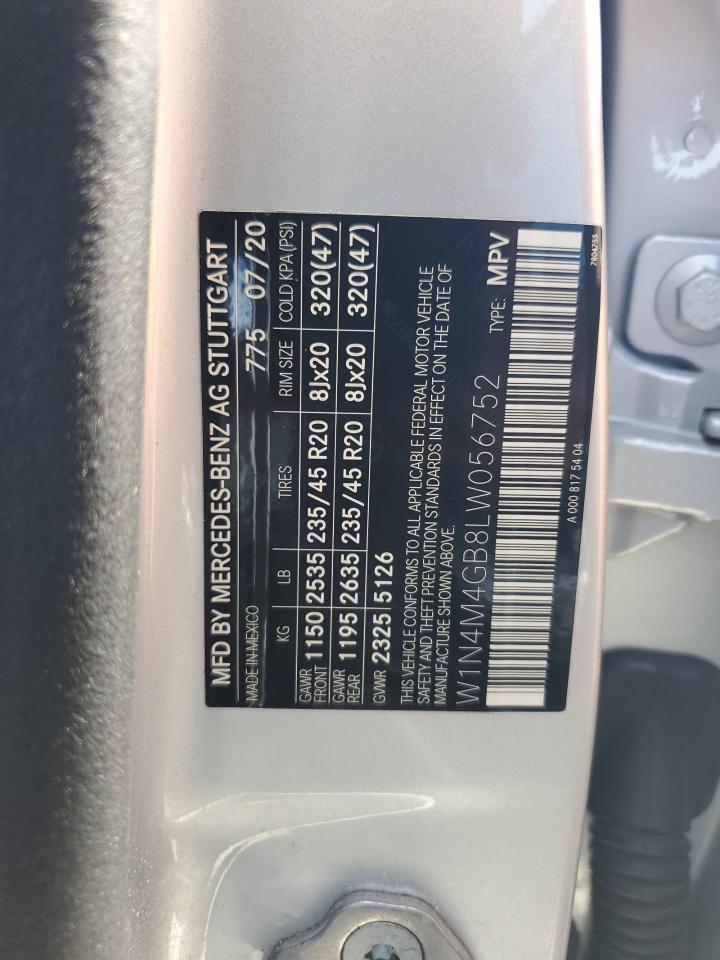 MFD BY MERCEDES-BENZ AG STUTTGART
MADE IN MEXICO 775 07/20
KG LB TIRES RIM SIZE COLD KPA(PSI)
GAWR FRONT 1150 2535 235/45 R20 8Jx20 320(47)
GAWR REAR 1195 2635 235/45 R20 8Jx20 320(47)
GVWR 2325 5126
THIS VEHICLE CONFORMS TO ALL APPLICABLE FEDERAL MOTOR VEHICLE
SAFETY AND THEFT PREVENTION STANDARDS IN EFFECT ON THE DATE OF
MANUFACTURE SHOWN ABOVE.
W1N4M4GB8LW056752 TYPE: MPV
A 000 817 54 04 7804755